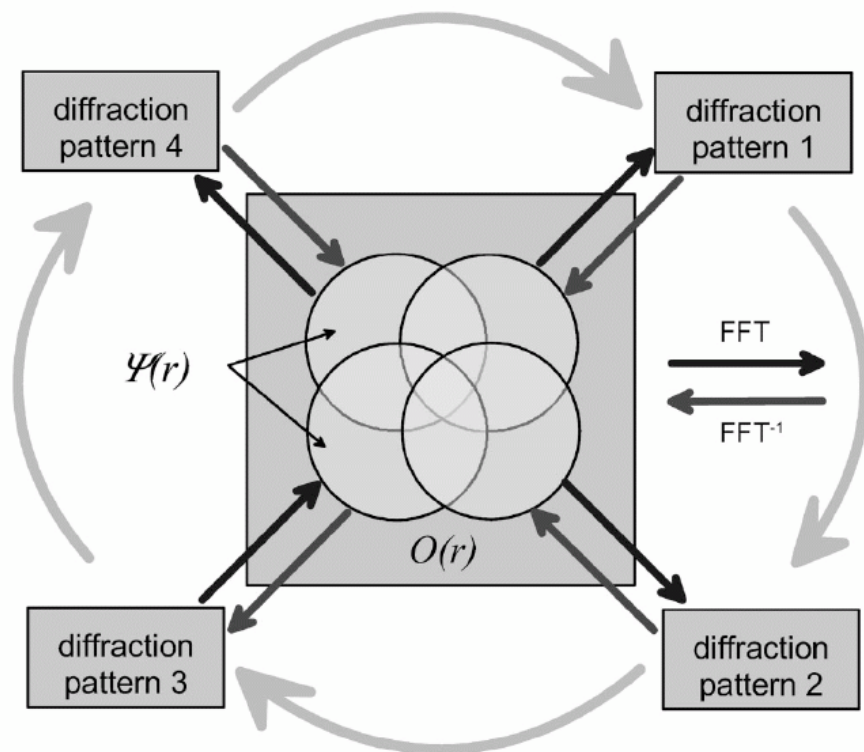 diffraction
pattern 4
diffraction
pattern 1
Ψ(r)
FFT
FFT⁻¹
O(r)
diffraction
pattern 3
diffraction
pattern 2